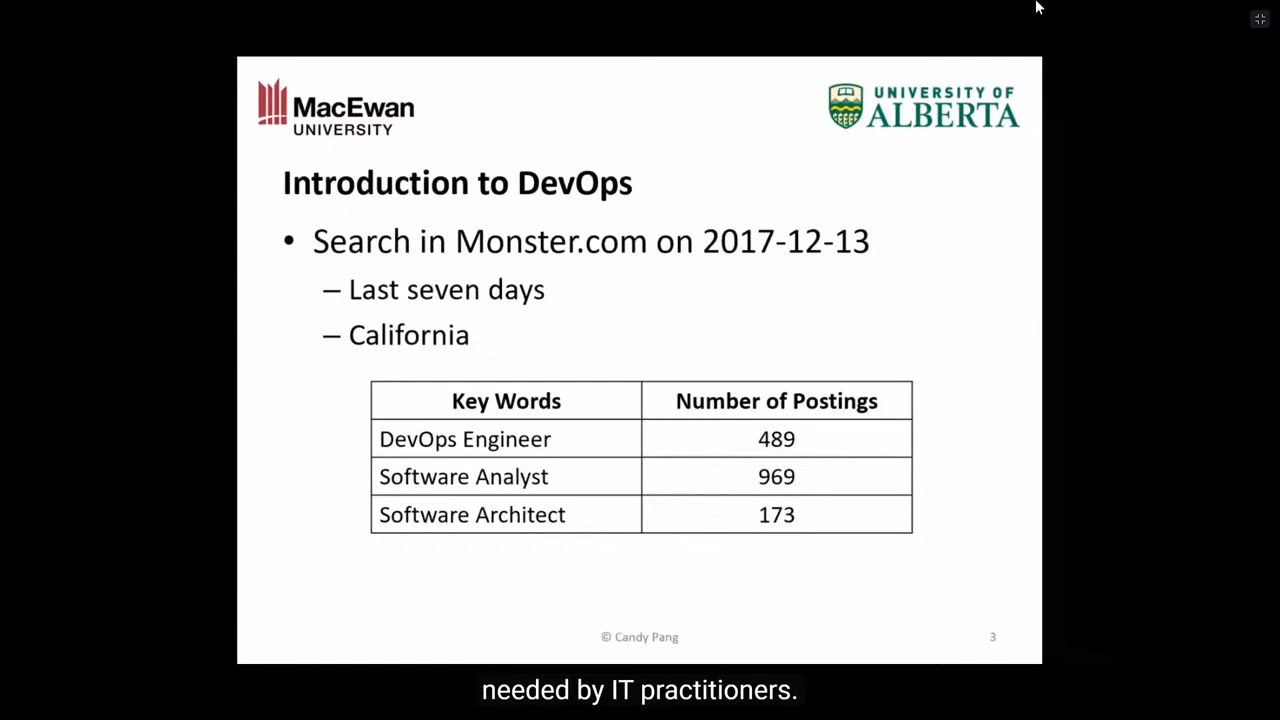 MacEwan
UNIVERSITY
UNIVERSITY OF
ALBERTA
Introduction to DevOps
• Search in Monster.com on 2017-12-13
– Last seven days
– California
Key Words Number of Postings
DevOps Engineer 489
Software Analyst 969
Software Architect 173
© Candy Pang 3
needed by IT practitioners.